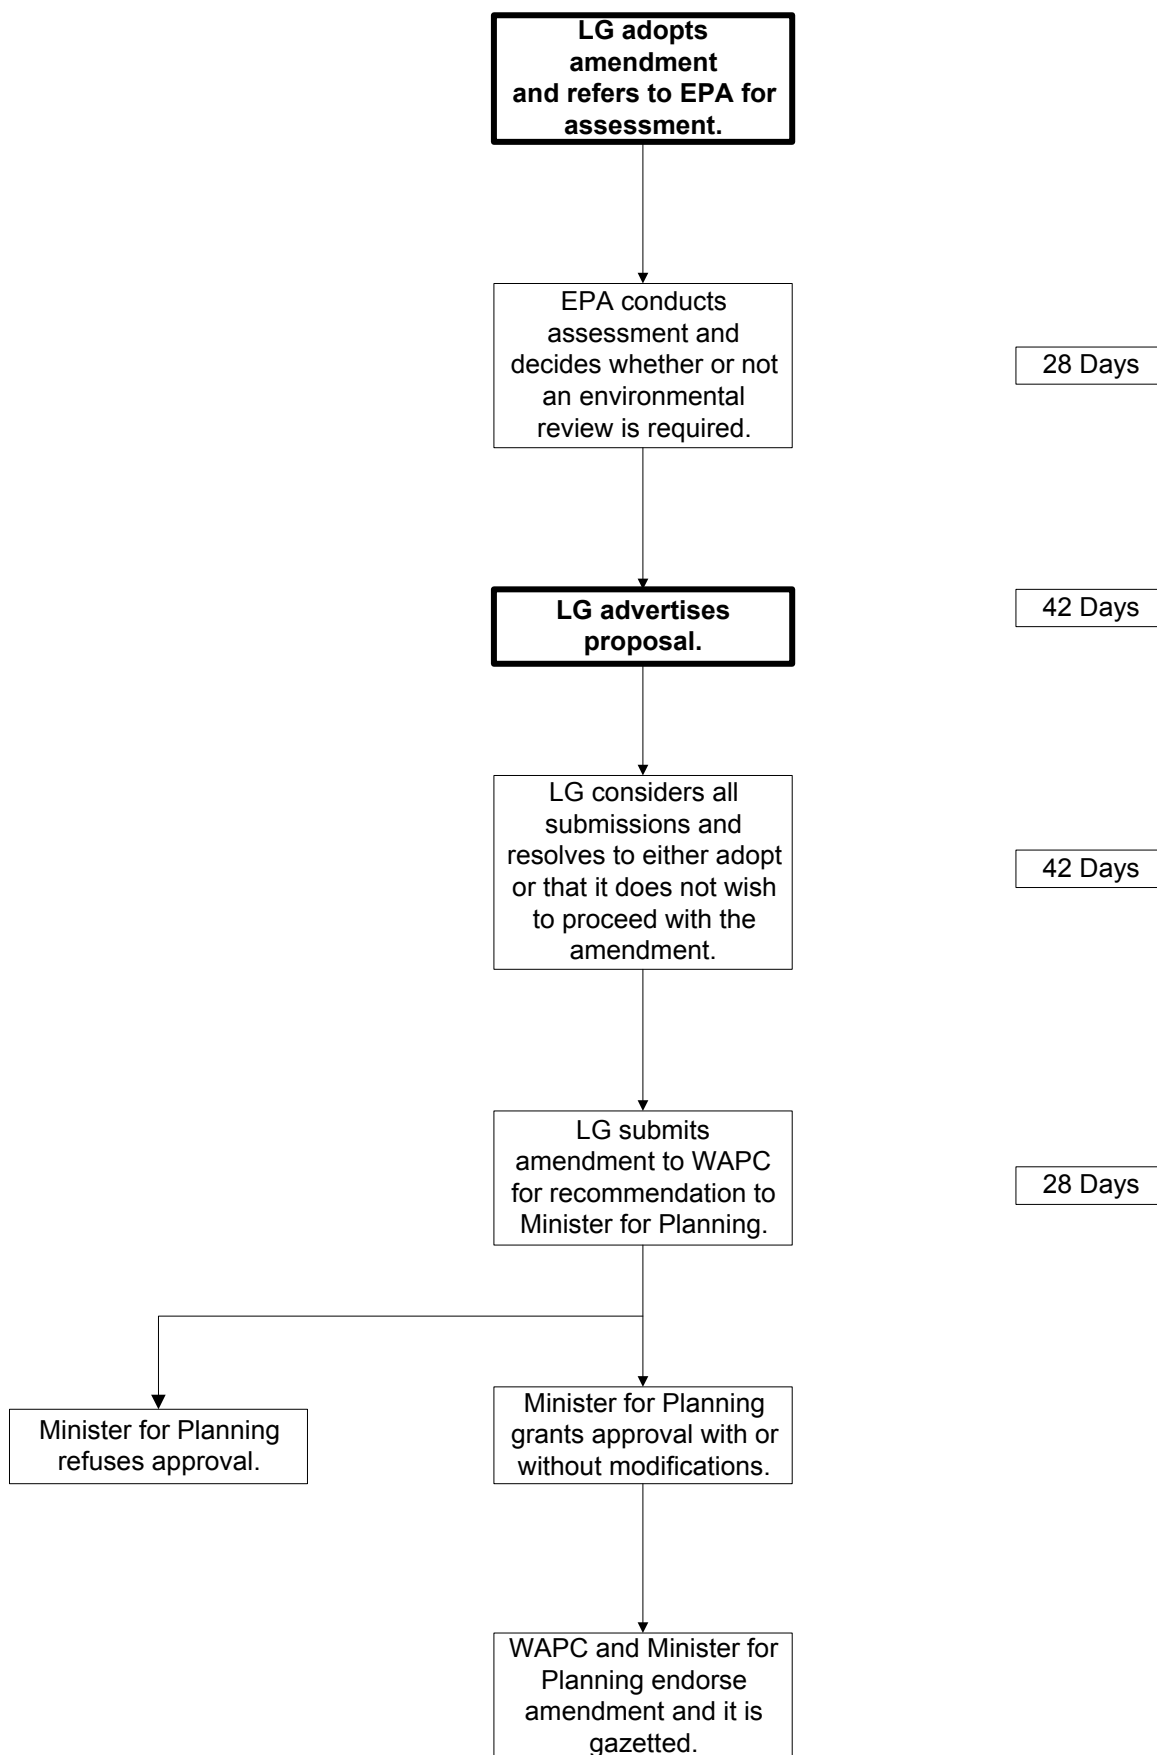 LG adopts
amendment
and refers to EPA for
assessment.
EPA conducts
assessment and
decides whether or not
an environmental
review is required.
28 Days
LG advertises
proposal.
42 Days
LG considers all
submissions and
resolves to either adopt
or that it does not wish
to proceed with the
amendment.
42 Days
LG submits
amendment to WAPC
for recommendation to
Minister for Planning.
28 Days
Minister for Planning
refuses approval.
Minister for Planning
grants approval with or
without modifications.
WAPC and Minister for
Planning endorse
amendment and it is
gazetted.